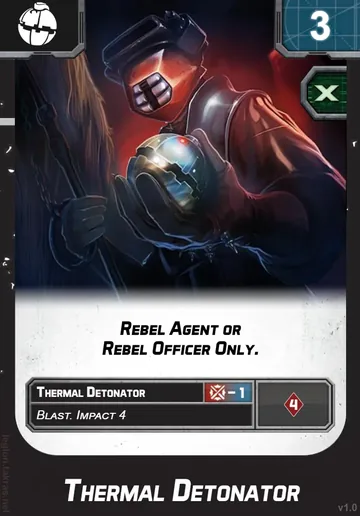 3
X
REBEL AGENT OR
REBEL OFFICER ONLY.
THERMAL DETONATOR
-1
BLAST. IMPACT 4
4
THERMAL DETONATOR
v1.0